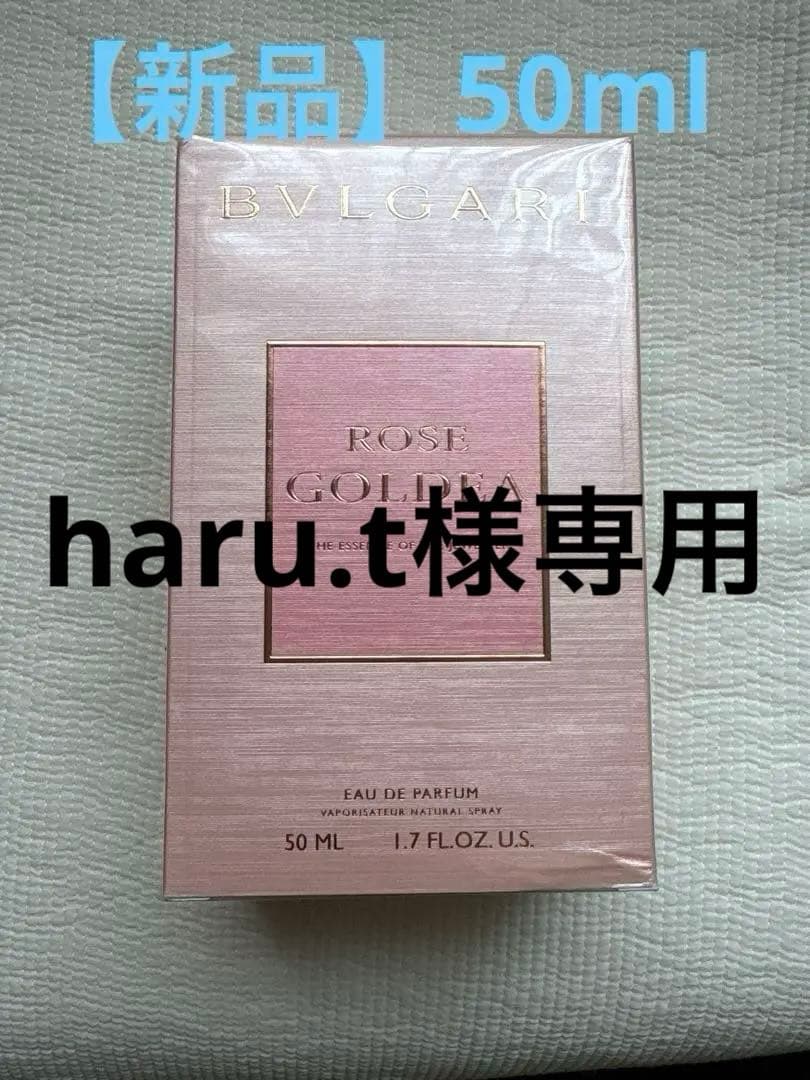 【新品】50ml
BVLGARI
ROSE
GOLDEA
haru.t様専用
EAU DE PARFUM
VAPORISATEUR NATURAL SPRAY
50 ML 1.7 FL.OZ. U.S.